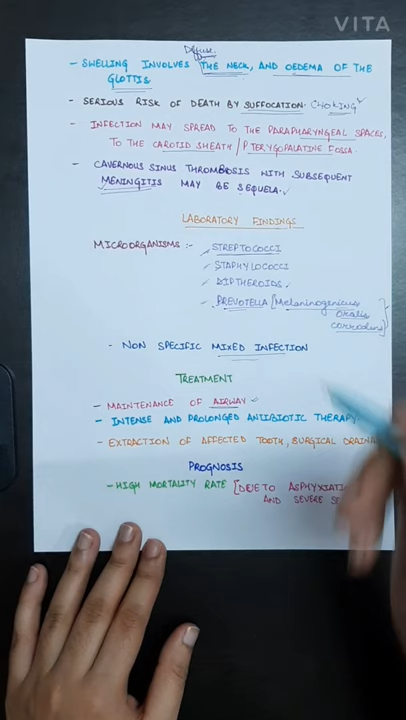 VITA
Diffuse
- SWELLING INVOLVES THE NECK, AND OEDEMA OF THE
GLOTTIS
- SERIOUS RISK OF DEATH BY SUFFOCATION. CHOKING
- INFECTION MAY SPREAD TO THE PARAPHARYNGEAL SPACES,
TO THE CAROTID SHEATH / PTERYGOPALATINE FOSSA.
- CAVERNOUS SINUS THROMBOSIS WITH SUBSEQUENT
MENINGITIS MAY BE SEQUELA.
LABORATORY FINDINGS
MICROORGANISMS :- STREPTOCOCCI
STAPHYLOCOCCI
DIPTHEROIDS
PREVOTELLA [Meleninogenicus
oralis
corrodens]
- NON SPECIFIC MIXED INFECTION
TREATMENT
- MAINTENANCE OF AIRWAY
- INTENSE AND PROLONGED ANTIBIOTIC THERAPY
- EXTRACTION OF AFFECTED TOOTH, SURGICAL
PROGNOSIS
- HIGH MORTALITY RATE [DUE TO
AND SEVERE